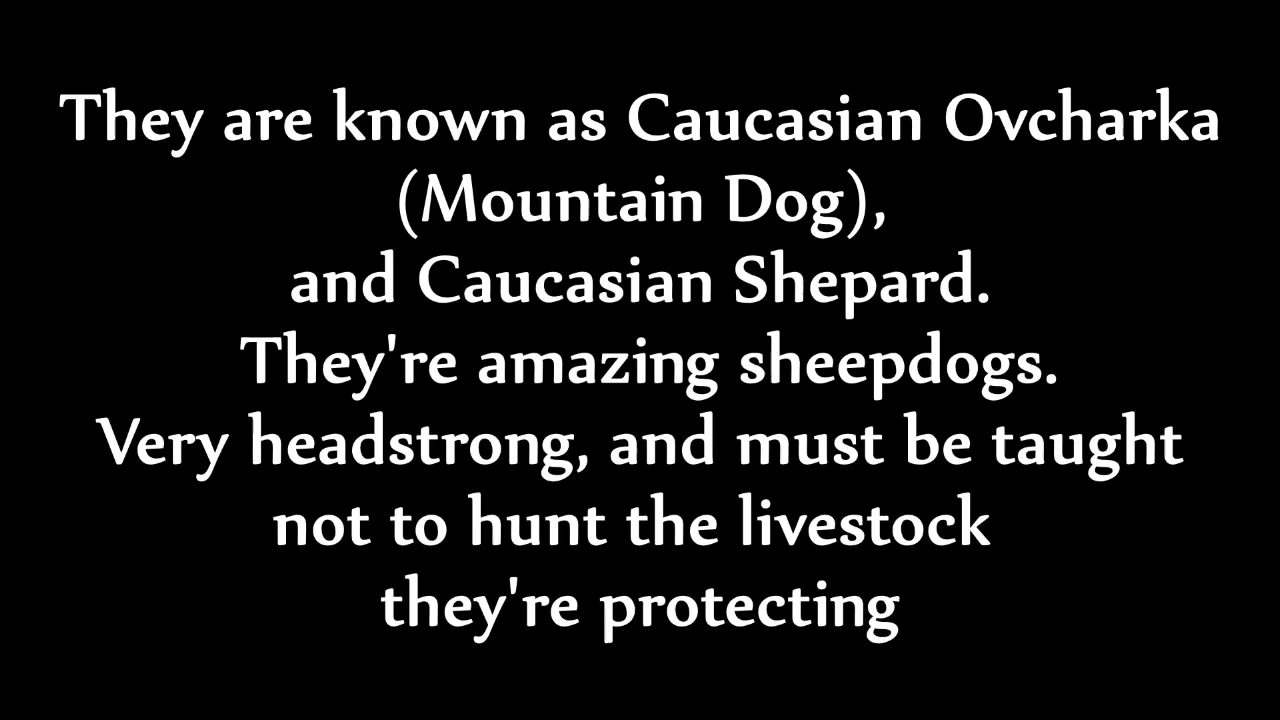 They are known as Caucasian Ovcharka
(Mountain Dog),
and Caucasian Shepard.
They're amazing sheepdogs.
Very headstrong, and must be taught
not to hunt the livestock
they're protecting